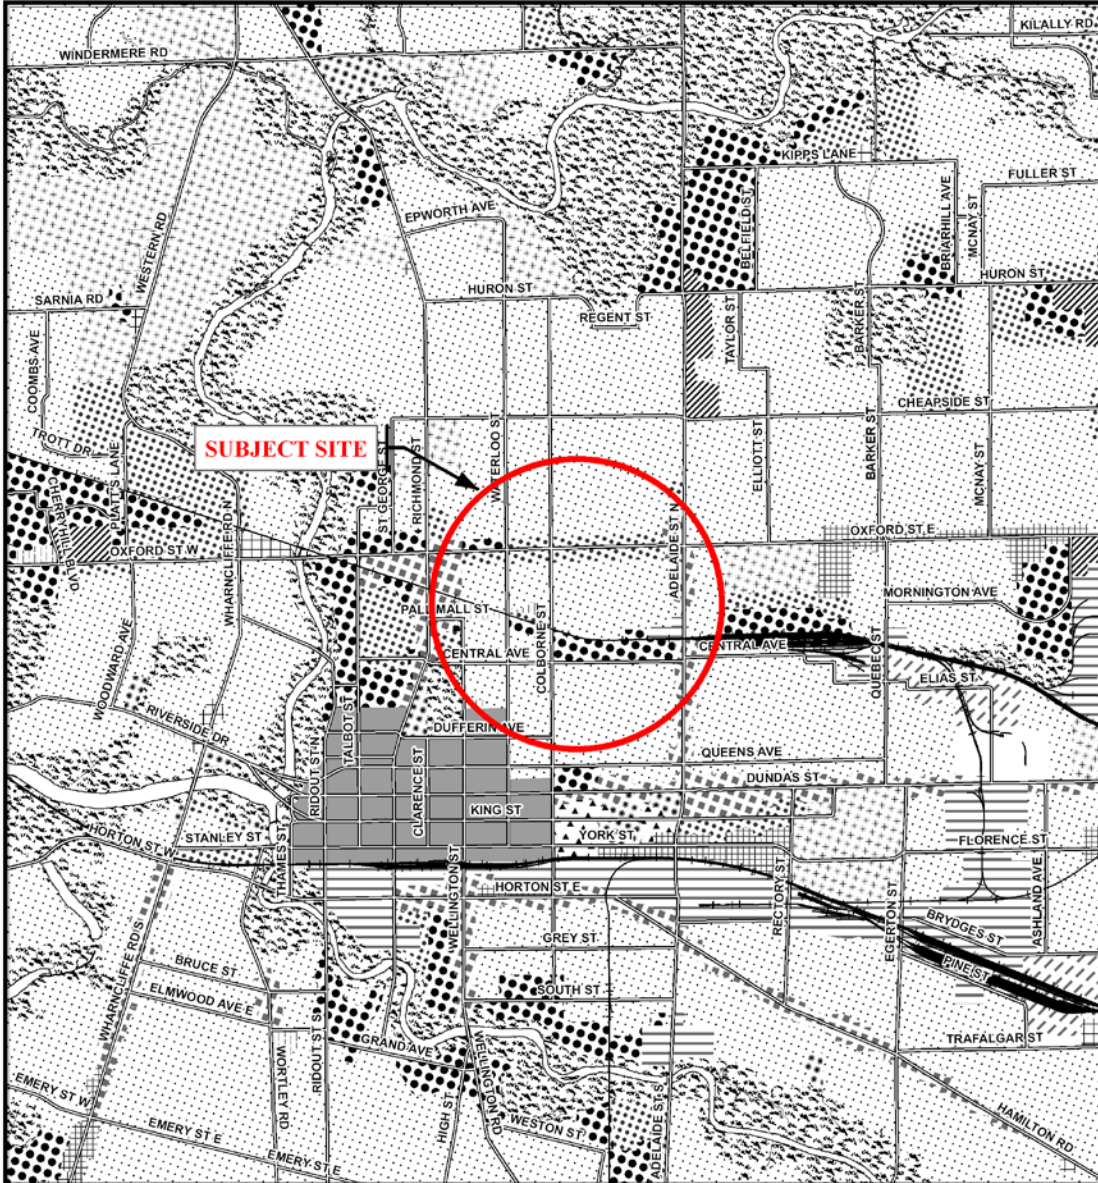 KILALLY RD
WINDERMERE RD
KIPPS LANE
FULLER ST
BRIARHILL AVE
MCNAY ST
EPWORTH AVE
BELFIELD ST
WESTERN RD
HURON ST
HURON ST
SARNIA RD
REGENT ST
TAYLOR ST
BARKER ST
COOMBS AVE
CHEAPSIDE ST
TROTT DR
SUBJECT SITE
ST GEORGE ST
RICHMOND ST
WATERLOO ST
ELLIOTT ST
BARKER ST
MCNAY ST
PLATT'S LANE
CHERRYHILL BLVD
WHARNCLIFFE RD N
OXFORD ST W
OXFORD ST E
ADELAIDE ST N
MORNINGTON AVE
PALL MALL ST
COLBORNE ST
CENTRAL AVE
CENTRAL AVE
QUEBEC ST
ELIAS ST
WOODWARD AVE
RIVERSIDE DR
TALBOT ST
DUFFERIN AVE
QUEENS AVE
RIDOUT ST N
CLARENCE ST
DUNDAS ST
KING ST
STANLEY ST
YORK ST
FLORENCE ST
HORTON ST W
THAMES ST
WELLINGTON ST
HORTON ST E
RECTORY ST
EGERTON ST
ASHLAND AVE
BRYDGES ST
GREY ST
PINE ST
WHARNCLIFFE RD S
BRUCE ST
ELMWOOD AVE E
SOUTH ST
RIDOUT ST S
GRAND AVE
TRAFALGAR ST
WORTLEY RD
WELLINGTON RD
HIGH ST
EMERY ST W
EMERY ST E
EMERY ST E
WESTON ST
ADELAIDE ST S
HAMILTON RD